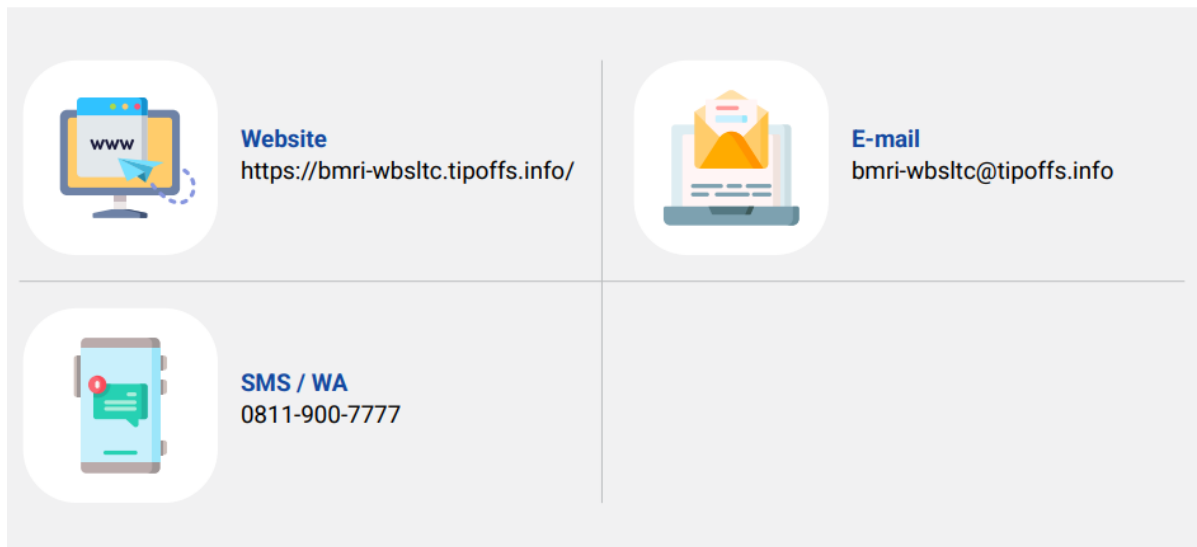 www
Website
https://bmri-wbsltc.tipoffs.info/
E-mail
bmri-wbsltc@tipoffs.info
SMS / WA
0811-900-7777